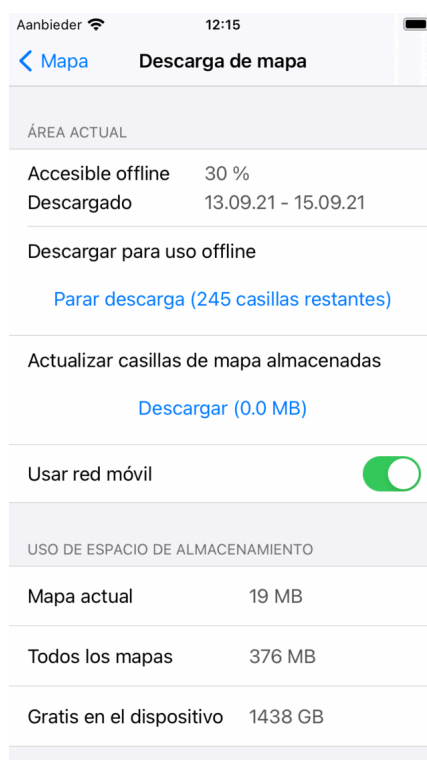 Aanbieder 12:15
Mapa Descarga de mapa
ÁREA ACTUAL
Accesible offline 30 %
Descargado 13.09.21 - 15.09.21
Descargar para uso offline
Parar descarga (245 casillas restantes)
Actualizar casillas de mapa almacenadas
Descargar (0.0 MB)
Usar red móvil
USO DE ESPACIO DE ALMACENAMIENTO
Mapa actual 19 MB
Todos los mapas 376 MB
Gratis en el dispositivo 1438 GB